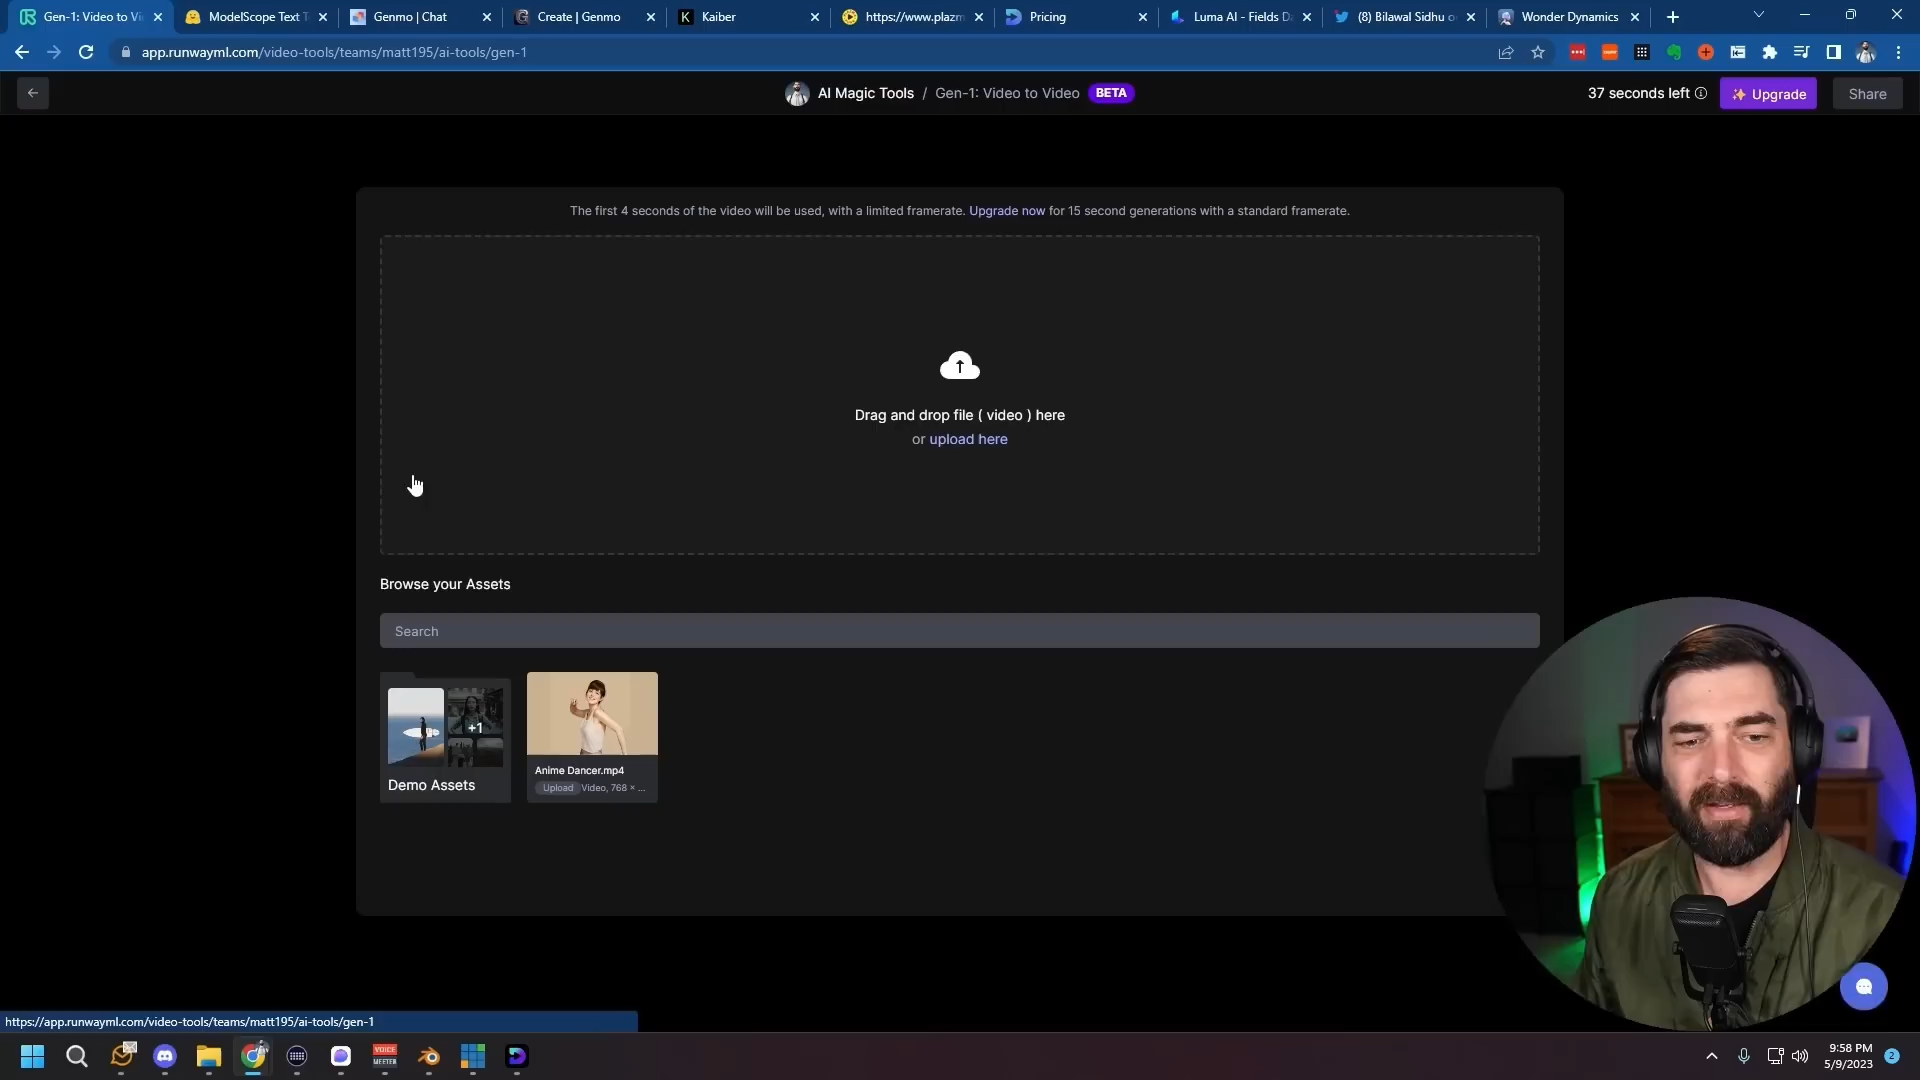 Gen-1: Video to Vi
ModelScope Text T
Genmo | Chat
Create | Genmo
Kaiber
https://www.plazm
Pricing
Luma AI - Fields D
(8) Bilawal Sidhu o
Wonder Dynamics
app.runwayml.com/video-tools/teams/matt195/ai-tools/gen-1
AI Magic Tools / Gen-1: Video to Video BETA
37 seconds left
Upgrade
Share
The first 4 seconds of the video will be used, with a limited framerate. Upgrade now for 15 second generations with a standard framerate.
Drag and drop file ( video ) here
or upload here
Browse your Assets
Search
+1
Demo Assets
Anime Dancer.mp4
Upload Video, 768 × ...
https://app.runwayml.com/video-tools/teams/matt195/ai-tools/gen-1
VOICE
MEETER
9:58 PM
5/9/2023
2